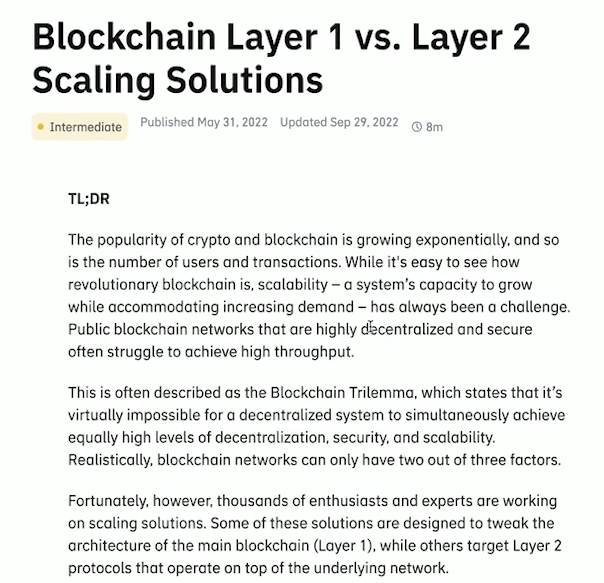 Blockchain Layer 1 vs. Layer 2
Scaling Solutions
Intermediate Published May 31, 2022 Updated Sep 29, 2022 8m
TL;DR
The popularity of crypto and blockchain is growing exponentially, and so
is the number of users and transactions. While it's easy to see how
revolutionary blockchain is, scalability – a system's capacity to grow
while accommodating increasing demand – has always been a challenge.
Public blockchain networks that are highly decentralized and secure
often struggle to achieve high throughput.
This is often described as the Blockchain Trilemma, which states that it's
virtually impossible for a decentralized system to simultaneously achieve
equally high levels of decentralization, security, and scalability.
Realistically, blockchain networks can only have two out of three factors.
Fortunately, however, thousands of enthusiasts and experts are working
on scaling solutions. Some of these solutions are designed to tweak the
architecture of the main blockchain (Layer 1), while others target Layer 2
protocols that operate on top of the underlying network.